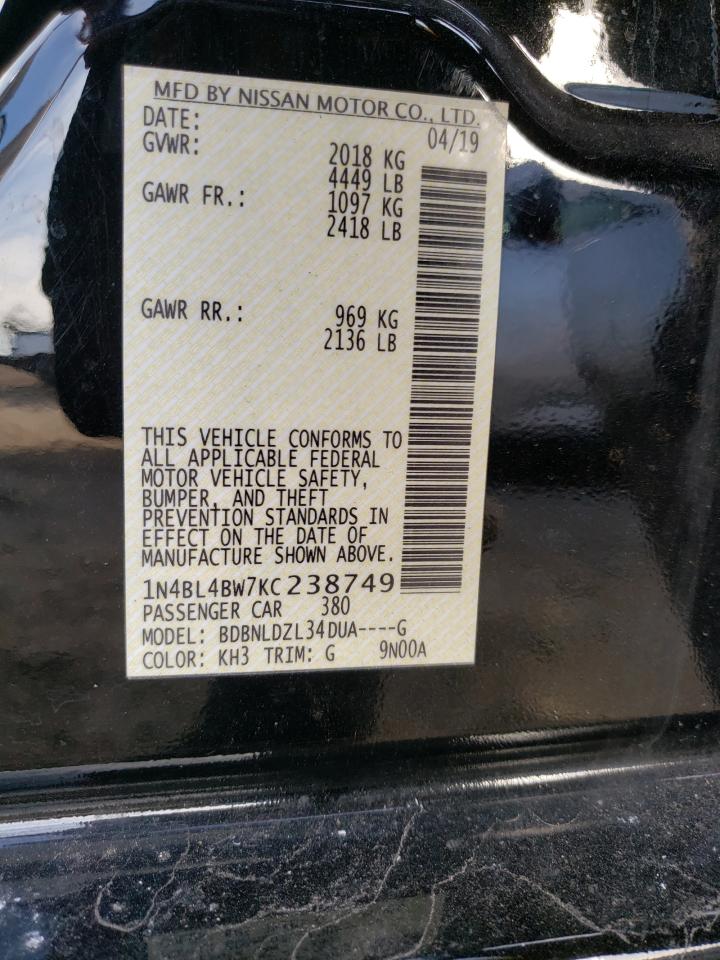 MFD BY NISSAN MOTOR CO., LTD.
DATE: 04/19
GVWR: 2018 KG
4449 LB
GAWR FR.: 1097 KG
2418 LB
GAWR RR.: 969 KG
2136 LB
THIS VEHICLE CONFORMS TO
ALL APPLICABLE FEDERAL
MOTOR VEHICLE SAFETY,
BUMPER, AND THEFT
PREVENTION STANDARDS IN
EFFECT ON THE DATE OF
MANUFACTURE SHOWN ABOVE.
1N4BL4BW7KC238749
PASSENGER CAR 380
MODEL: BDBNLDZL34DUA----G
COLOR: KH3 TRIM: G 9N00A